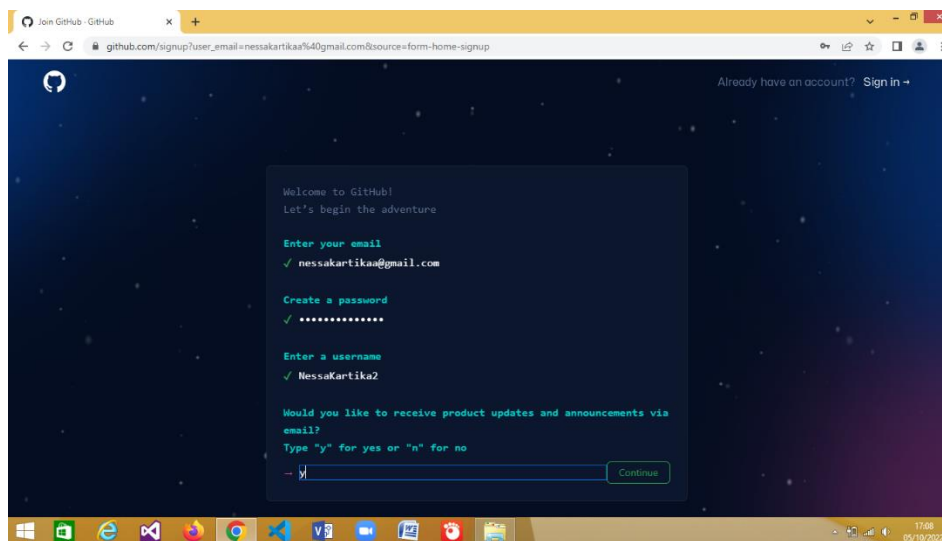 Join GitHub · GitHub
github.com/signup?user_email=nessakartikaa%40gmail.com&source=form-home-signup
Already have an account? Sign in →
Welcome to GitHub!
Let's begin the adventure
Enter your email
✓ nessakartikaa@gmail.com
Create a password
✓ ••••••••••••••
Enter a username
✓ NessaKartika2
Would you like to receive product updates and announcements via
email?
Type "y" for yes or "n" for no
→ y
Continue
17:08